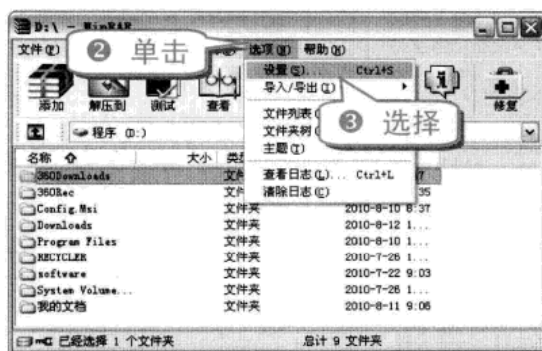 D:\ - WinRAR
文件(F) ❷ 单击 选项(N) 帮助(H)
设置(S)... Ctrl+S
导入/导出(I)
添加 解压到 测试 查看 修复
文件列表
文件树
❸ 选择
主题(T)
程序 (D:)
查看日志(L)... Ctrl+L
清除日志(C)
名称 大小
360Downloads 文件
360Rec 文件夹 35
Config.Msi 文件夹 2010-8-10 8:37
Downloads 文件夹 2010-8-12 1...
Program Files 文件夹 2010-8-10 1...
RECYCLER 文件夹 2010-7-26 1...
software 文件夹 2010-7-22 9:03
System Volume... 文件夹 2010-7-26 1...
我的文档 文件夹 2010-8-11 9:06
已经选择 1 个文件夹 总计 9 文件夹